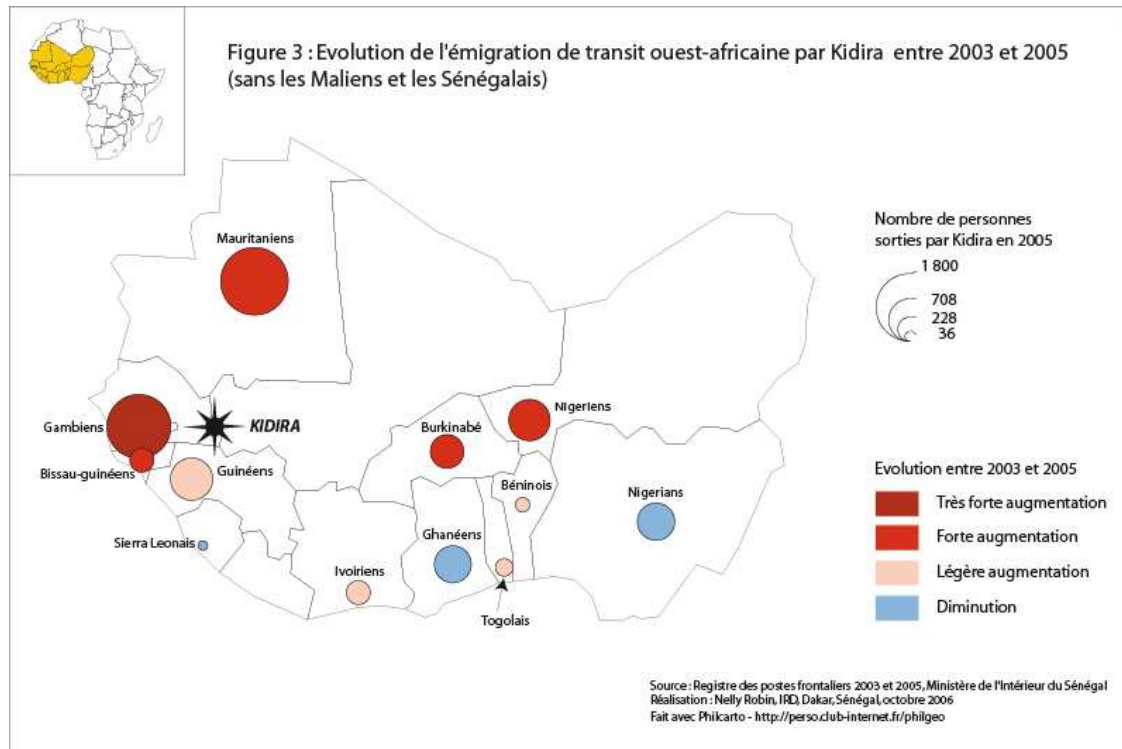 Figure 3 : Evolution de l'émigration de transit ouest-africaine par Kidira entre 2003 et 2005
(sans les Maliens et les Sénégalais)
Nombre de personnes
sorties par Kidira en 2005
1 800
708
228
36
Mauritaniens
Gambiens
KIDIRA
Bissau-guinéens
Guinéens
Sierra Leonais
Ivoiriens
Burkinabé
Nigeriens
Ghanéens
Béninois
Togolais
Nigerians
Evolution entre 2003 et 2005
Très forte augmentation
Forte augmentation
Légère augmentation
Diminution
Source : Registre des postes frontaliers 2003 et 2005, Ministère de l'Intérieur du Sénégal
Réalisation : Nelly Robin, IRD, Dakar, Sénégal, octobre 2006
Fait avec Philcarto - http://perso.club-internet.fr/philgeo